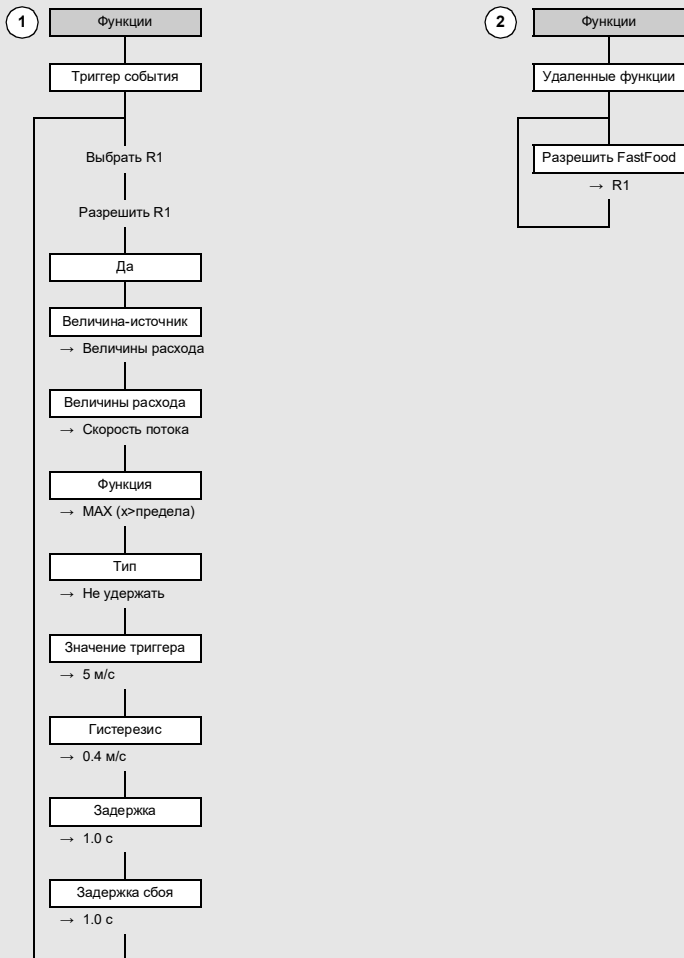 1
Функции
Триггер события
Выбрать R1
Разрешить R1
Да
Величина-источник
→ Величины расхода
Величины расхода
→ Скорость потока
Функция
→ MAX (x>предела)
Тип
→ Не удержать
Значение триггера
→ 5 м/с
Гистерезис
→ 0.4 м/с
Задержка
→ 1.0 с
Задержка сбоя
→ 1.0 с
2
Функции
Удаленные функции
Разрешить FastFood
→ R1